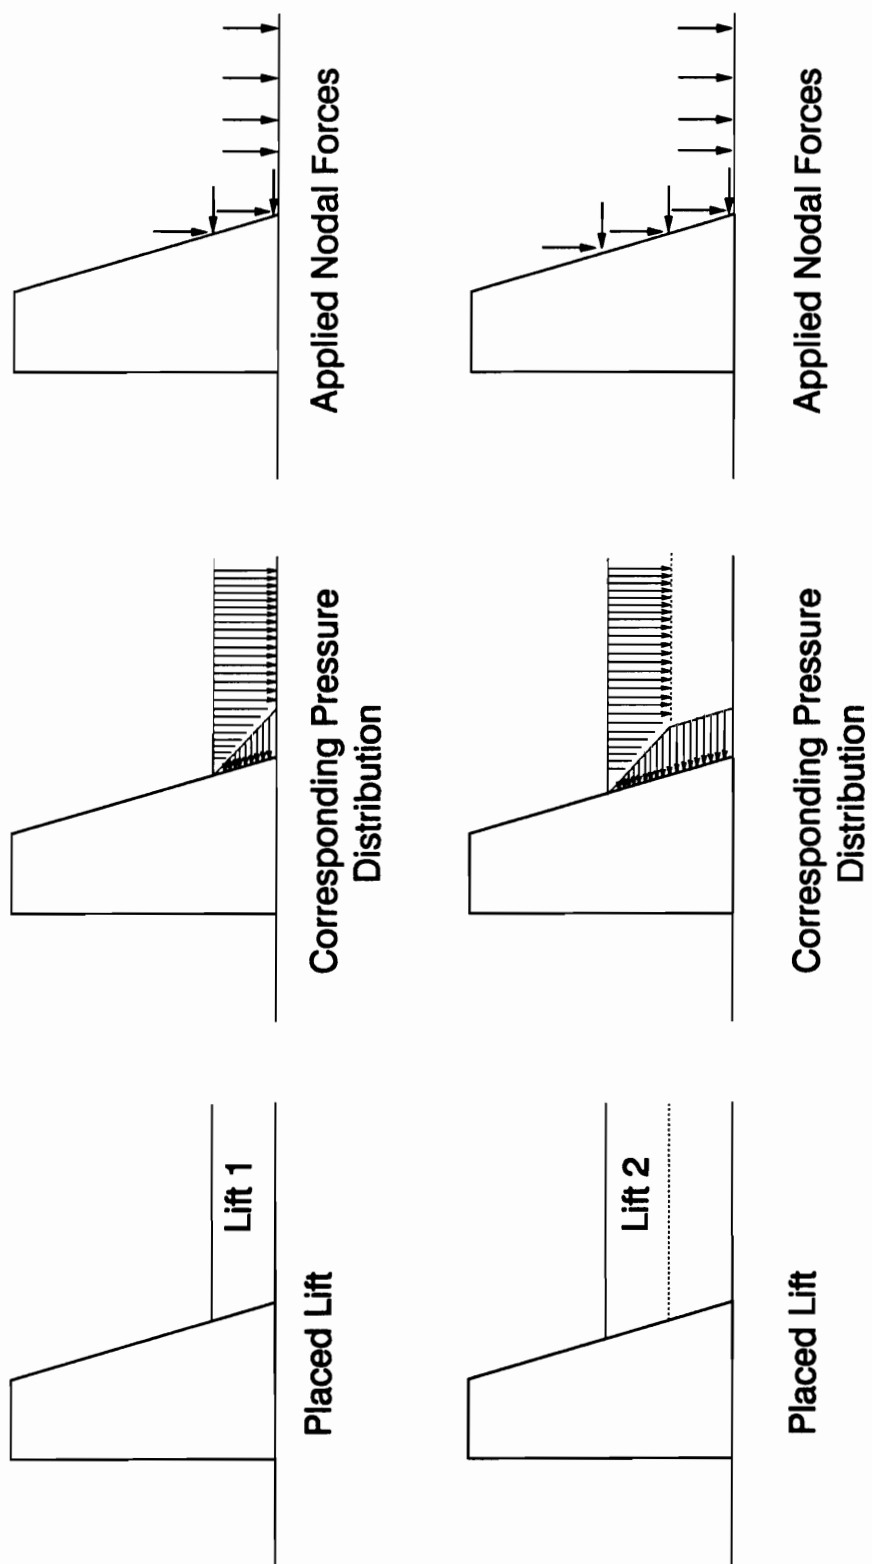 Lift 1
Placed Lift
Corresponding Pressure
Distribution
Applied Nodal Forces
Lift 2
Placed Lift
Corresponding Pressure
Distribution
Applied Nodal Forces